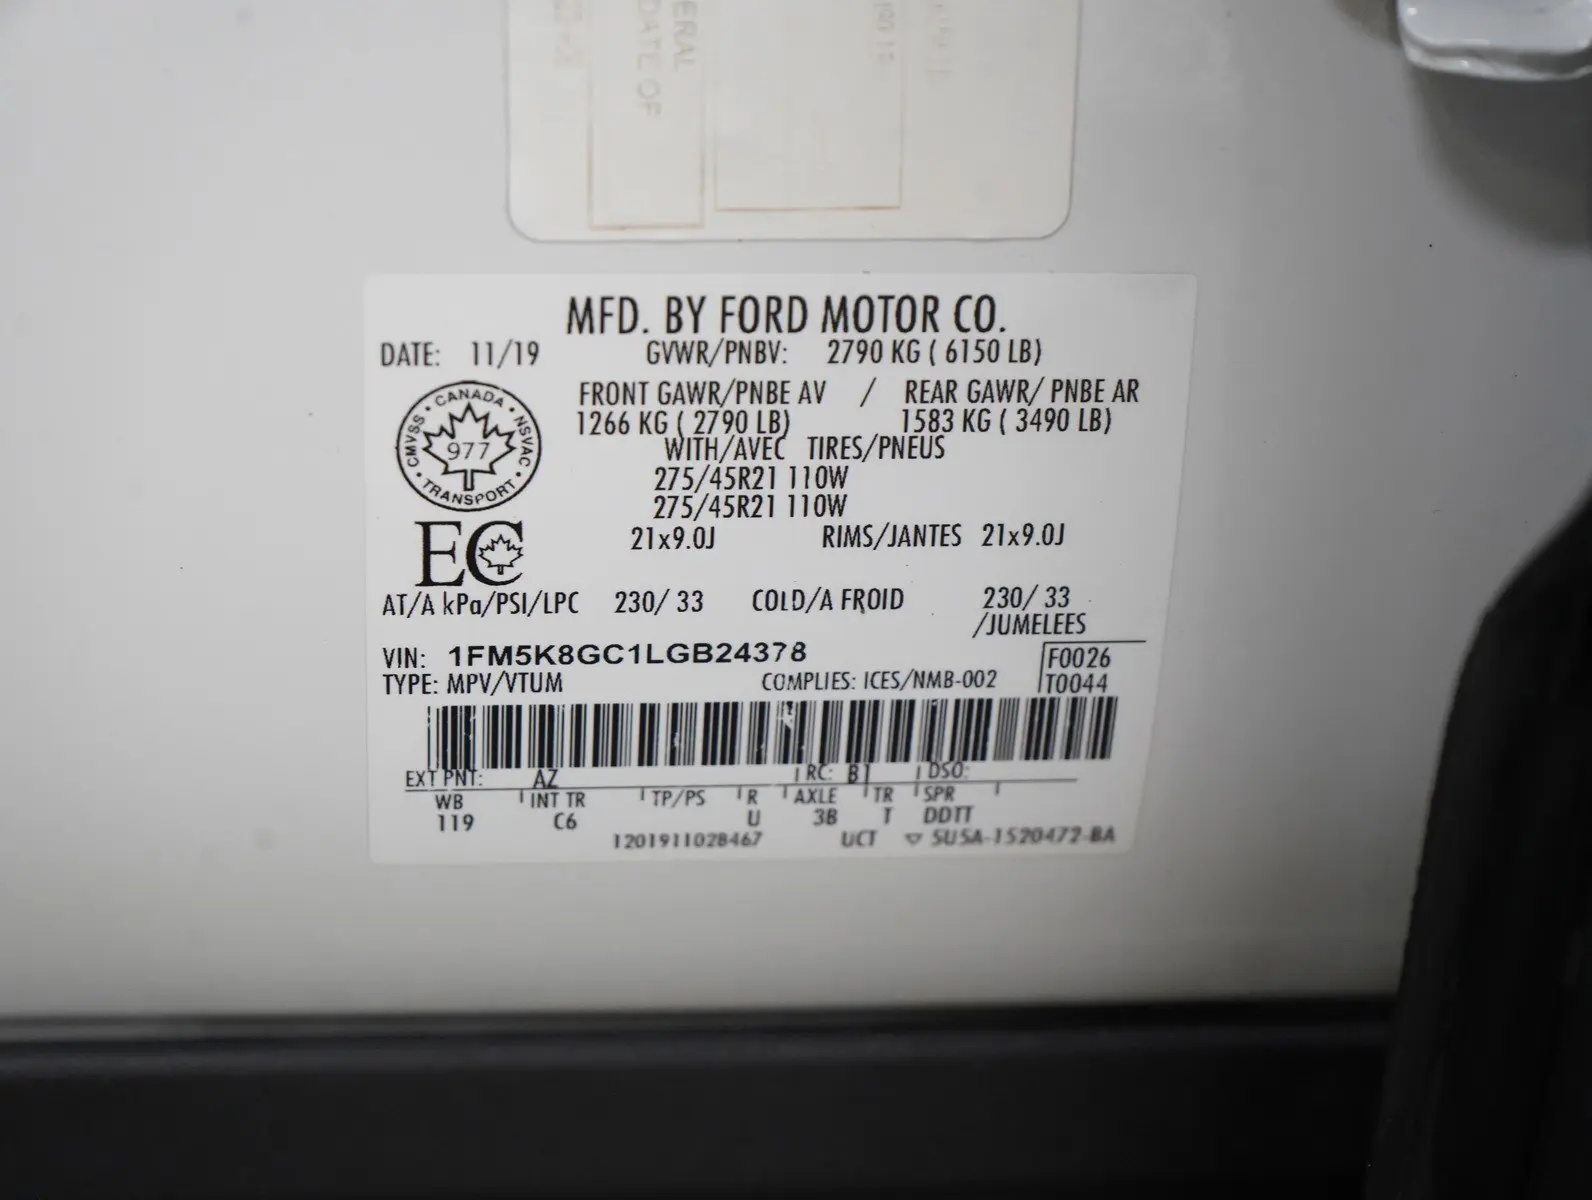 ERAL
DATE OF
MFD. BY FORD MOTOR CO.
DATE: 11/19 GVWR/PNBV: 2790 KG ( 6150 LB)
FRONT GAWR/PNBE AV / REAR GAWR/ PNBE AR
1266 KG ( 2790 LB) 1583 KG ( 3490 LB)
WITH/AVEC TIRES/PNEUS
275/45R21 110W
275/45R21 110W
21x9.0J RIMS/JANTES 21x9.0J
CANADA
CMVSS 977 NSVAC
TRANSPORT
EC
AT/A kPa/PSI/LPC 230/ 33 COLD/A FROID 230/ 33
/JUMELEES
VIN: 1FM5K8GC1LGB24378 F0026
TYPE: MPV/VTUM COMPLIES: ICES/NMB-002 T0044
EXT PNT: AZ RC: B1 DSO:
WB INT TR TP/PS R AXLE TR SPR
119 C6 U 3B T DDTT
1201911028467 UCT ▽ 5U5A-1520472-BA